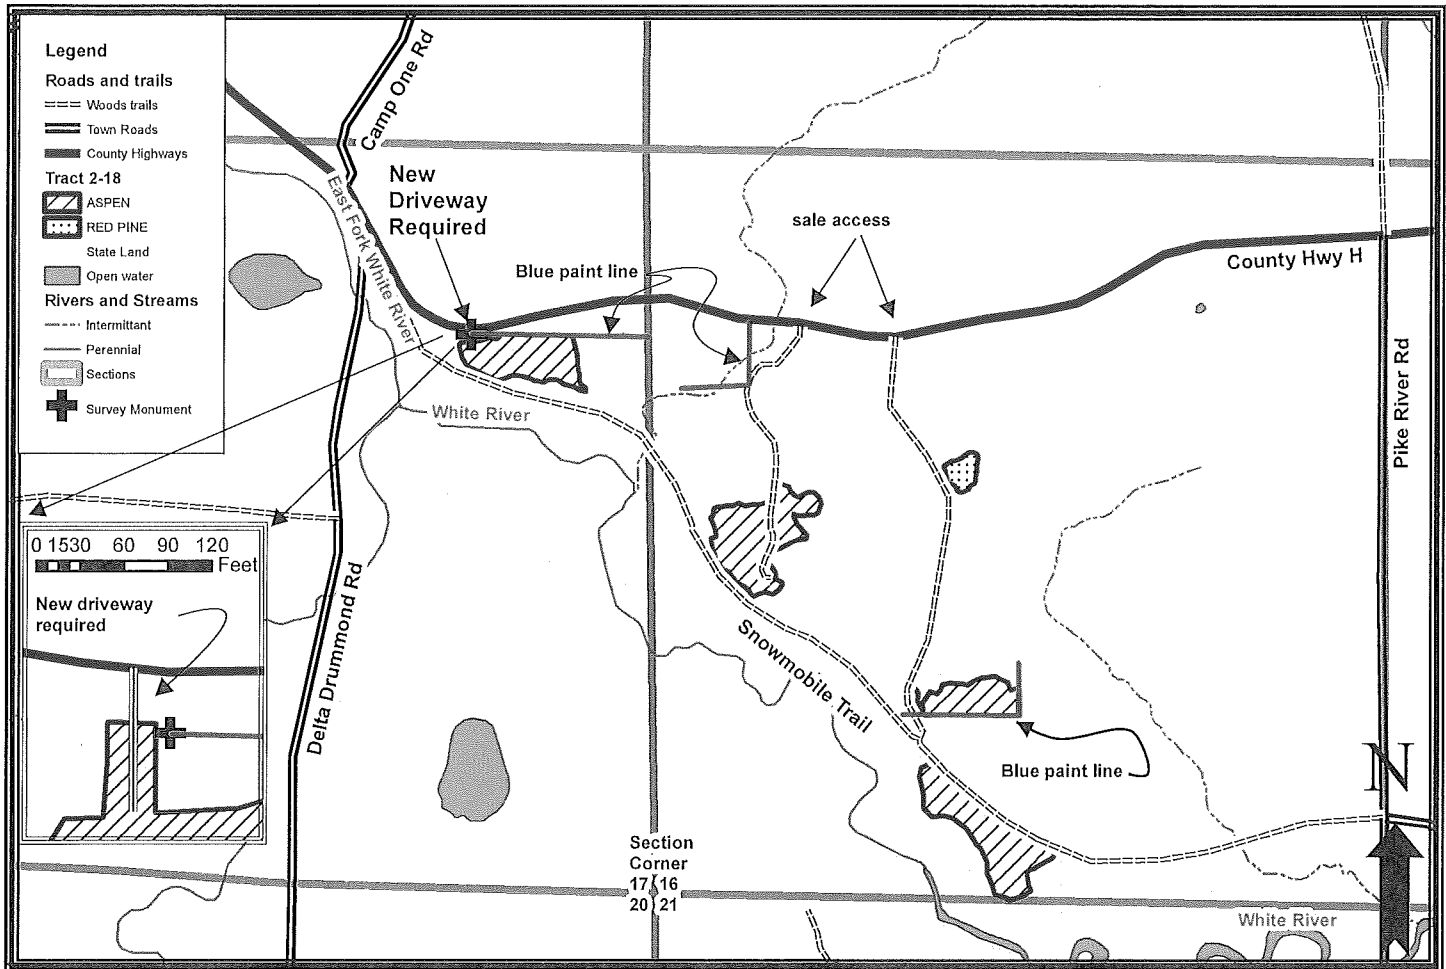 Legend
Roads and trails
Woods trails
Town Roads
County Highways
Tract 2-18
ASPEN
RED PINE
State Land
Open water
Rivers and Streams
Intermittant
Perennial
Sections
Survey Monument
Camp One Rd
New
Driveway
Required
East Fork White River
Blue paint line
sale access
County Hwy H
Pike River Rd
White River
0 1530 60 90 120
Feet
New driveway
required
Delta Drummond Rd
Snowmobile Trail
Blue paint line
N
Section
Corner
17 16
20 21
White River